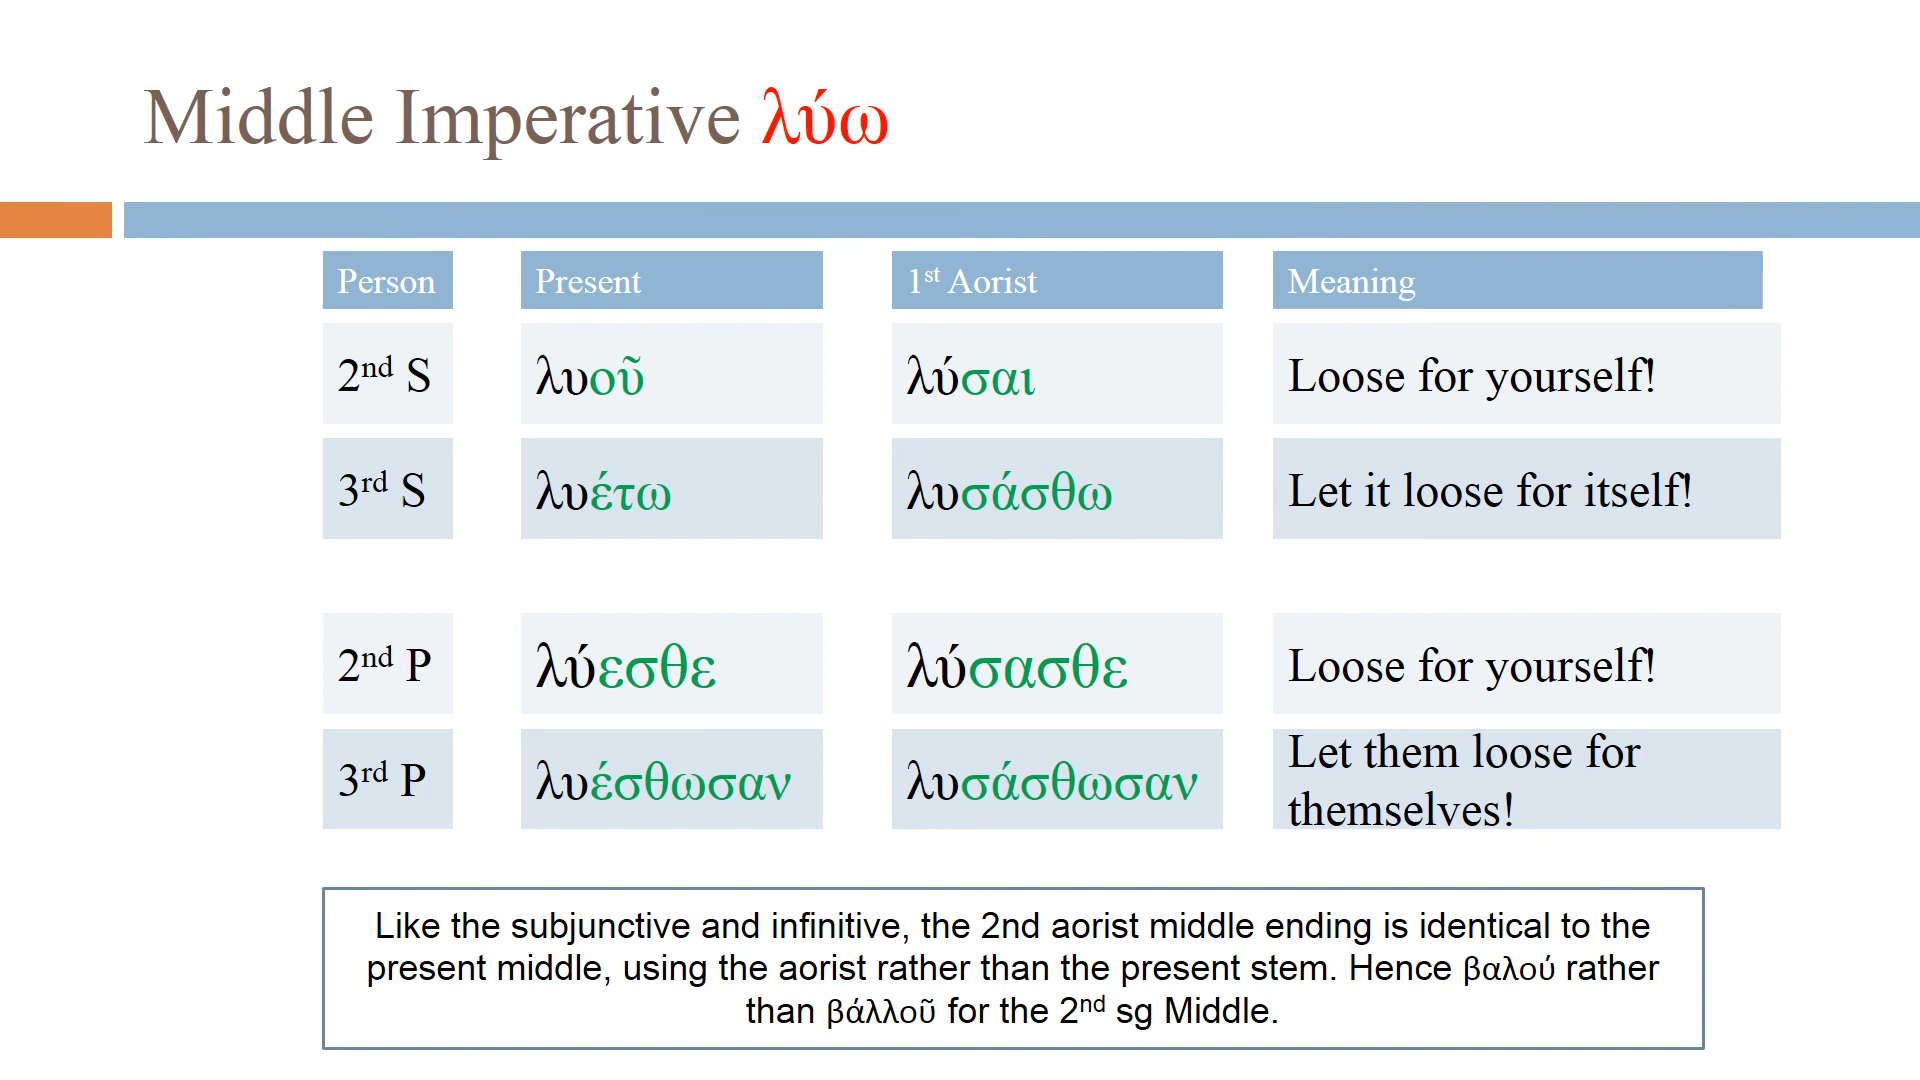 Middle Imperative λύω
Person Present 1st Aorist Meaning
2nd S λυοῦ λύσαι Loose for yourself!
3rd S λυέτω λυσάσθω Let it loose for itself!
2nd P λύεσθε λύσασθε Loose for yourself!
3rd P λυέσθωσαν λυσάσθωσαν Let them loose for
themselves!
Like the subjunctive and infinitive, the 2nd aorist middle ending is identical to the
present middle, using the aorist rather than the present stem. Hence βαλού rather
than βάλλοῦ for the 2nd sg Middle.